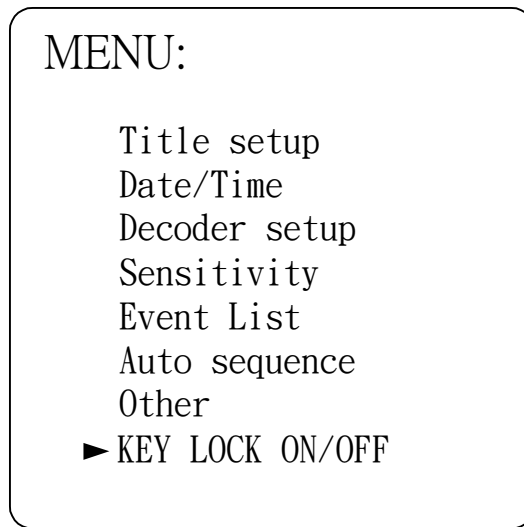 MENU:
Title setup
Date/Time
Decoder setup
Sensitivity
Event List
Auto sequence
Other
►KEY LOCK ON/OFF